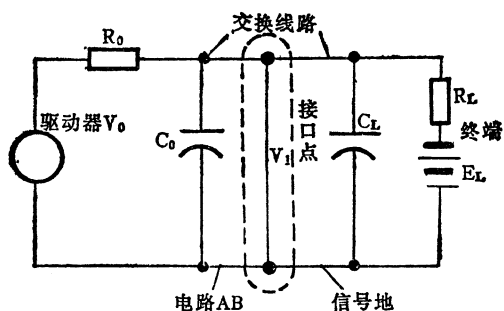 交换线路
R₀
驱动器V₀
C₀
V₁
接口点
C_L
R_L
终端
E_L
电路AB
信号地